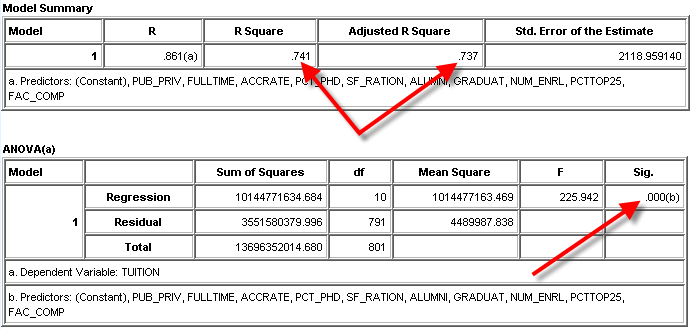 Model Summary
Model R R Square Adjusted R Square Std. Error of the Estimate
1 .861(a) .741 .737 2118.959140
a. Predictors: (Constant), PUB_PRIV, FULLTIME, ACCRATE, PCT_PHD, SF_RATION, ALUMNI, GRADUAT, NUM_ENRL, PCTTOP25,
FAC_COMP
ANOVA(a)
Model Sum of Squares df Mean Square F Sig.
1 Regression 10144771634.684 10 1014477163.469 225.942 .000(b)
Residual 3551580379.996 791 4489987.838
Total 13696352014.680 801
a. Dependent Variable: TUITION
b. Predictors: (Constant), PUB_PRIV, FULLTIME, ACCRATE, PCT_PHD, SF_RATION, ALUMNI, GRADUAT, NUM_ENRL, PCTTOP25,
FAC_COMP